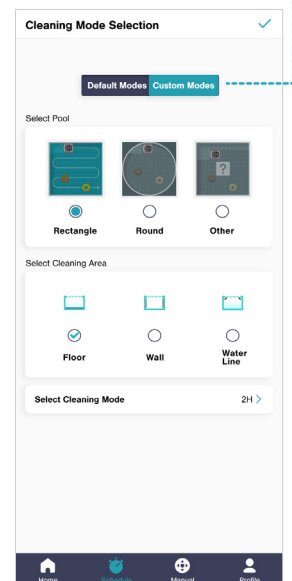 Cleaning Mode Selection
Default Modes Custom Modes
Select Pool
?
Rectangle Round Other
Select Cleaning Area
Floor Wall Water
Line
Select Cleaning Mode 2H >
Home Schedule Manual Profile